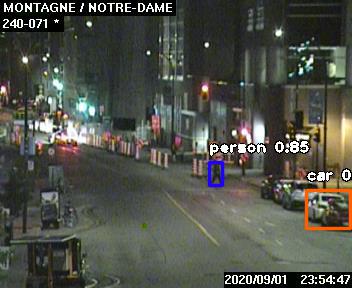 MONTAGNE / NOTRE-DAME
240-071 *
person 0.85
car 0
2020/09/01 23:54:47